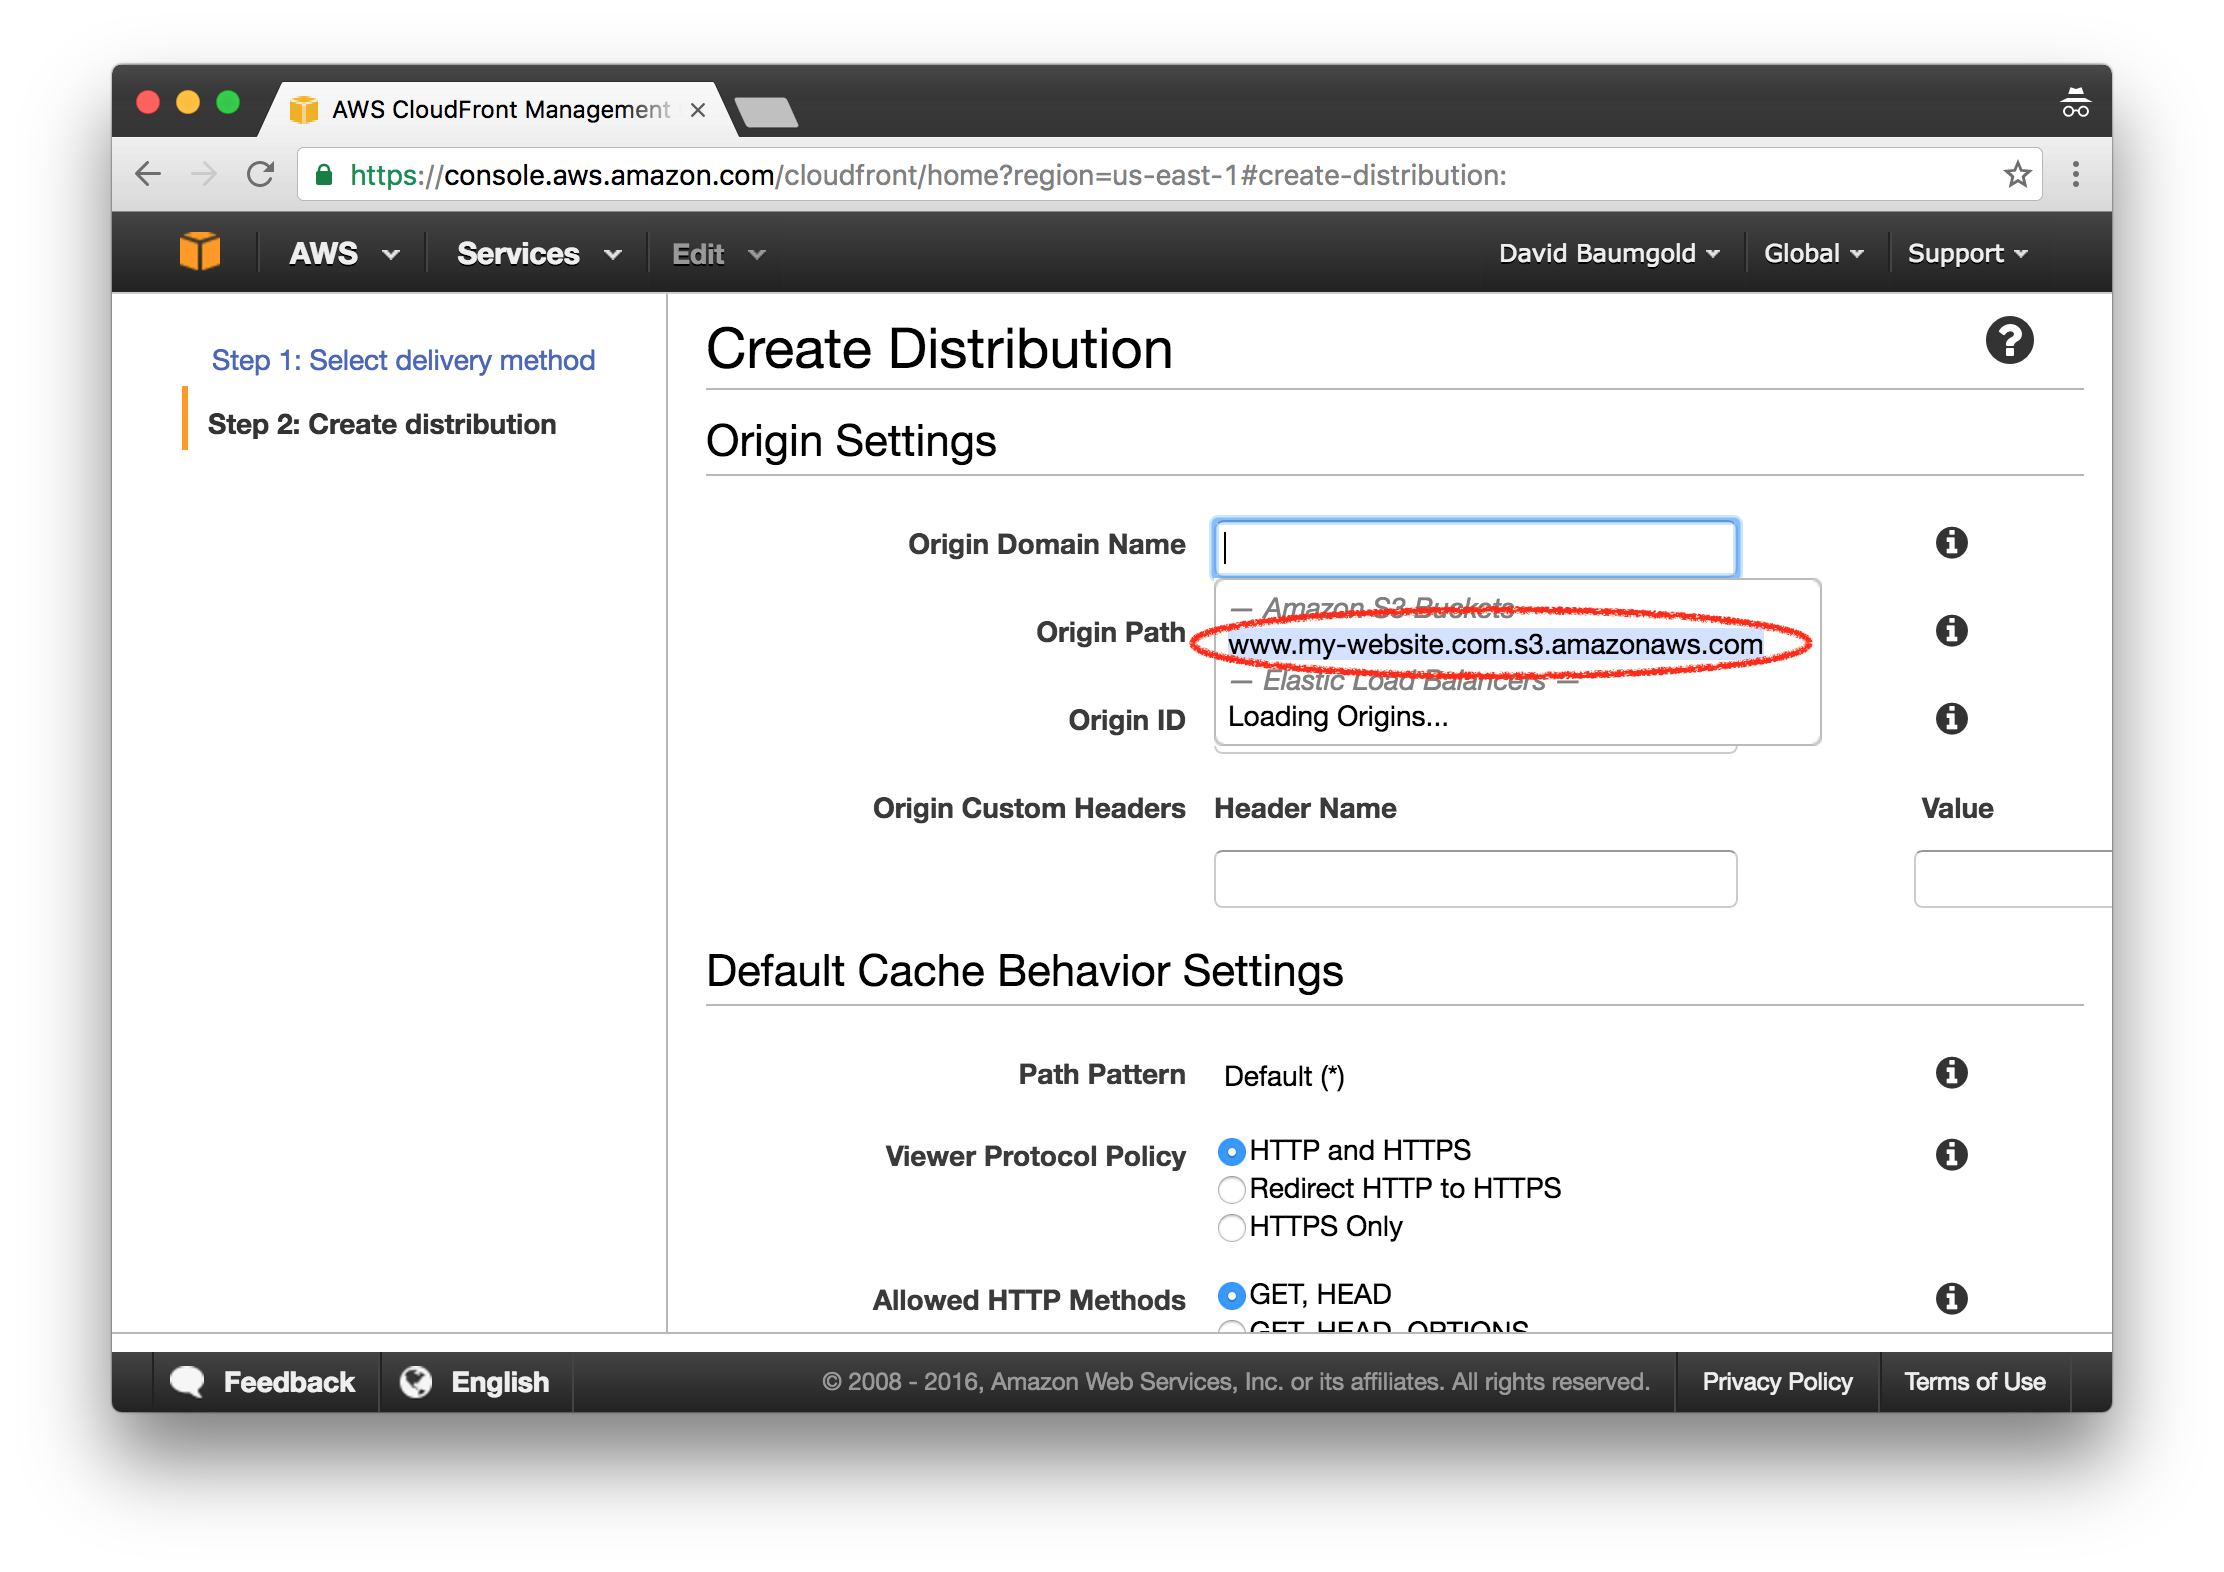 AWS CloudFront Management
https://console.aws.amazon.com/cloudfront/home?region=us-east-1#create-distribution:
AWS Services Edit David Baumgold Global Support
Step 1: Select delivery method
Step 2: Create distribution
Create Distribution
Origin Settings
Origin Domain Name
— Amazon S3 Buckets
Origin Path www.my-website.com.s3.amazonaws.com
— Elastic Load Balancers —
Origin ID Loading Origins...
Origin Custom Headers Header Name Value
Default Cache Behavior Settings
Path Pattern Default (*)
Viewer Protocol Policy HTTP and HTTPS
Redirect HTTP to HTTPS
HTTPS Only
Allowed HTTP Methods GET, HEAD
GET, HEAD, OPTIONS
Feedback English © 2008 - 2016, Amazon Web Services, Inc. or its affiliates. All rights reserved. Privacy Policy Terms of Use